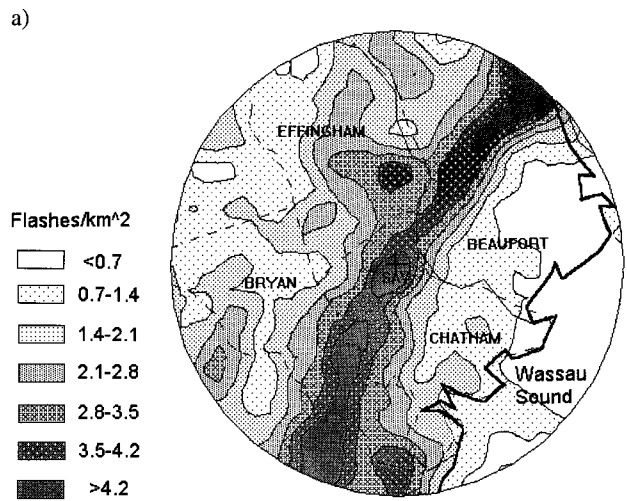 a)
EFFINGHAM
BEAUFORT
BRYAN
CHATHAM
Wassau
Sound
Flashes/km^2
<0.7
0.7-1.4
1.4-2.1
2.1-2.8
2.8-3.5
3.5-4.2
>4.2